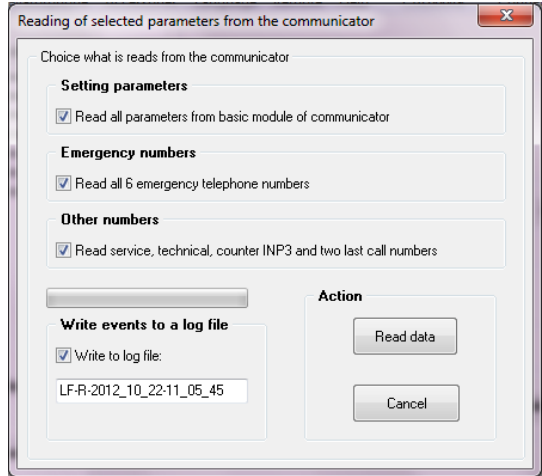 Reading of selected parameters from the communicator
Choice what is reads from the communicator
Setting parameters
Read all parameters from basic module of communicator
Emergency numbers
Read all 6 emergency telephone numbers
Other numbers
Read service, technical, counter INP3 and two last call numbers
Write events to a log file
Write to log file:
LF-R-2012_10_22-11_05_45
Action
Read data
Cancel